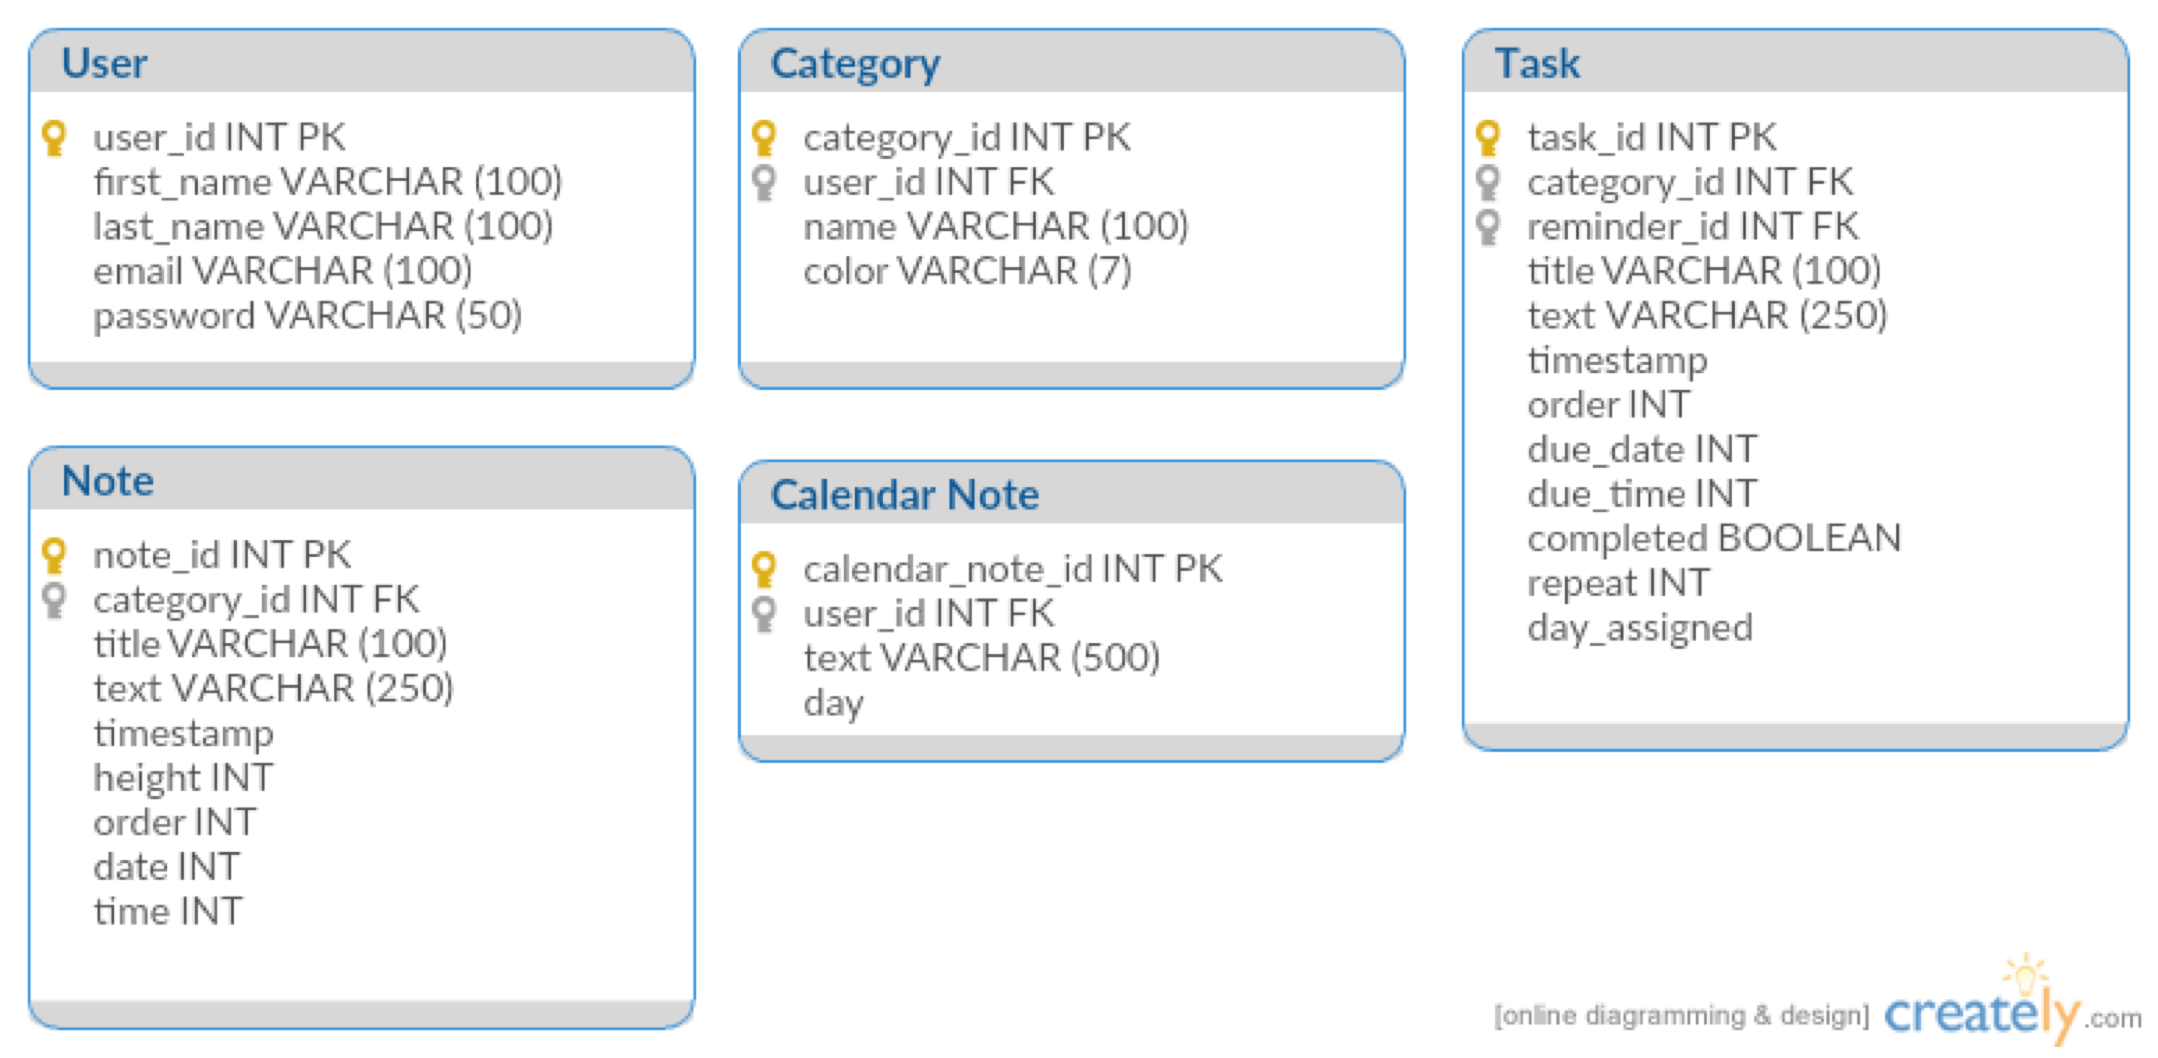 User
user_id INT PK
first_name VARCHAR (100)
last_name VARCHAR (100)
email VARCHAR (100)
password VARCHAR (50)
Category
category_id INT PK
user_id INT FK
name VARCHAR (100)
color VARCHAR (7)
Task
task_id INT PK
category_id INT FK
reminder_id INT FK
title VARCHAR (100)
text VARCHAR (250)
timestamp
order INT
due_date INT
due_time INT
completed BOOLEAN
repeat INT
day_assigned
Note
note_id INT PK
category_id INT FK
title VARCHAR (100)
text VARCHAR (250)
timestamp
height INT
order INT
date INT
time INT
Calendar Note
calendar_note_id INT PK
user_id INT FK
text VARCHAR (500)
day
[online diagramming & design] creately.com